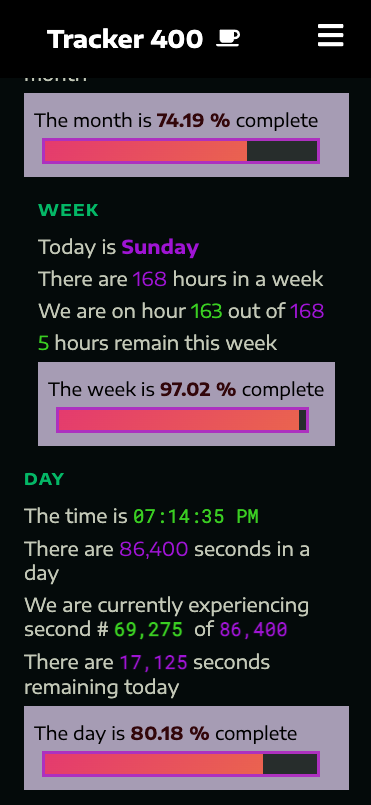 Tracker 400
month
The month is 74.19 % complete
WEEK
Today is Sunday
There are 168 hours in a week
We are on hour 163 out of 168
5 hours remain this week
The week is 97.02 % complete
DAY
The time is 07:14:35 PM
There are 86,400 seconds in a
day
We are currently experiencing
second # 69,275 of 86,400
There are 17,125 seconds
remaining today
The day is 80.18 % complete